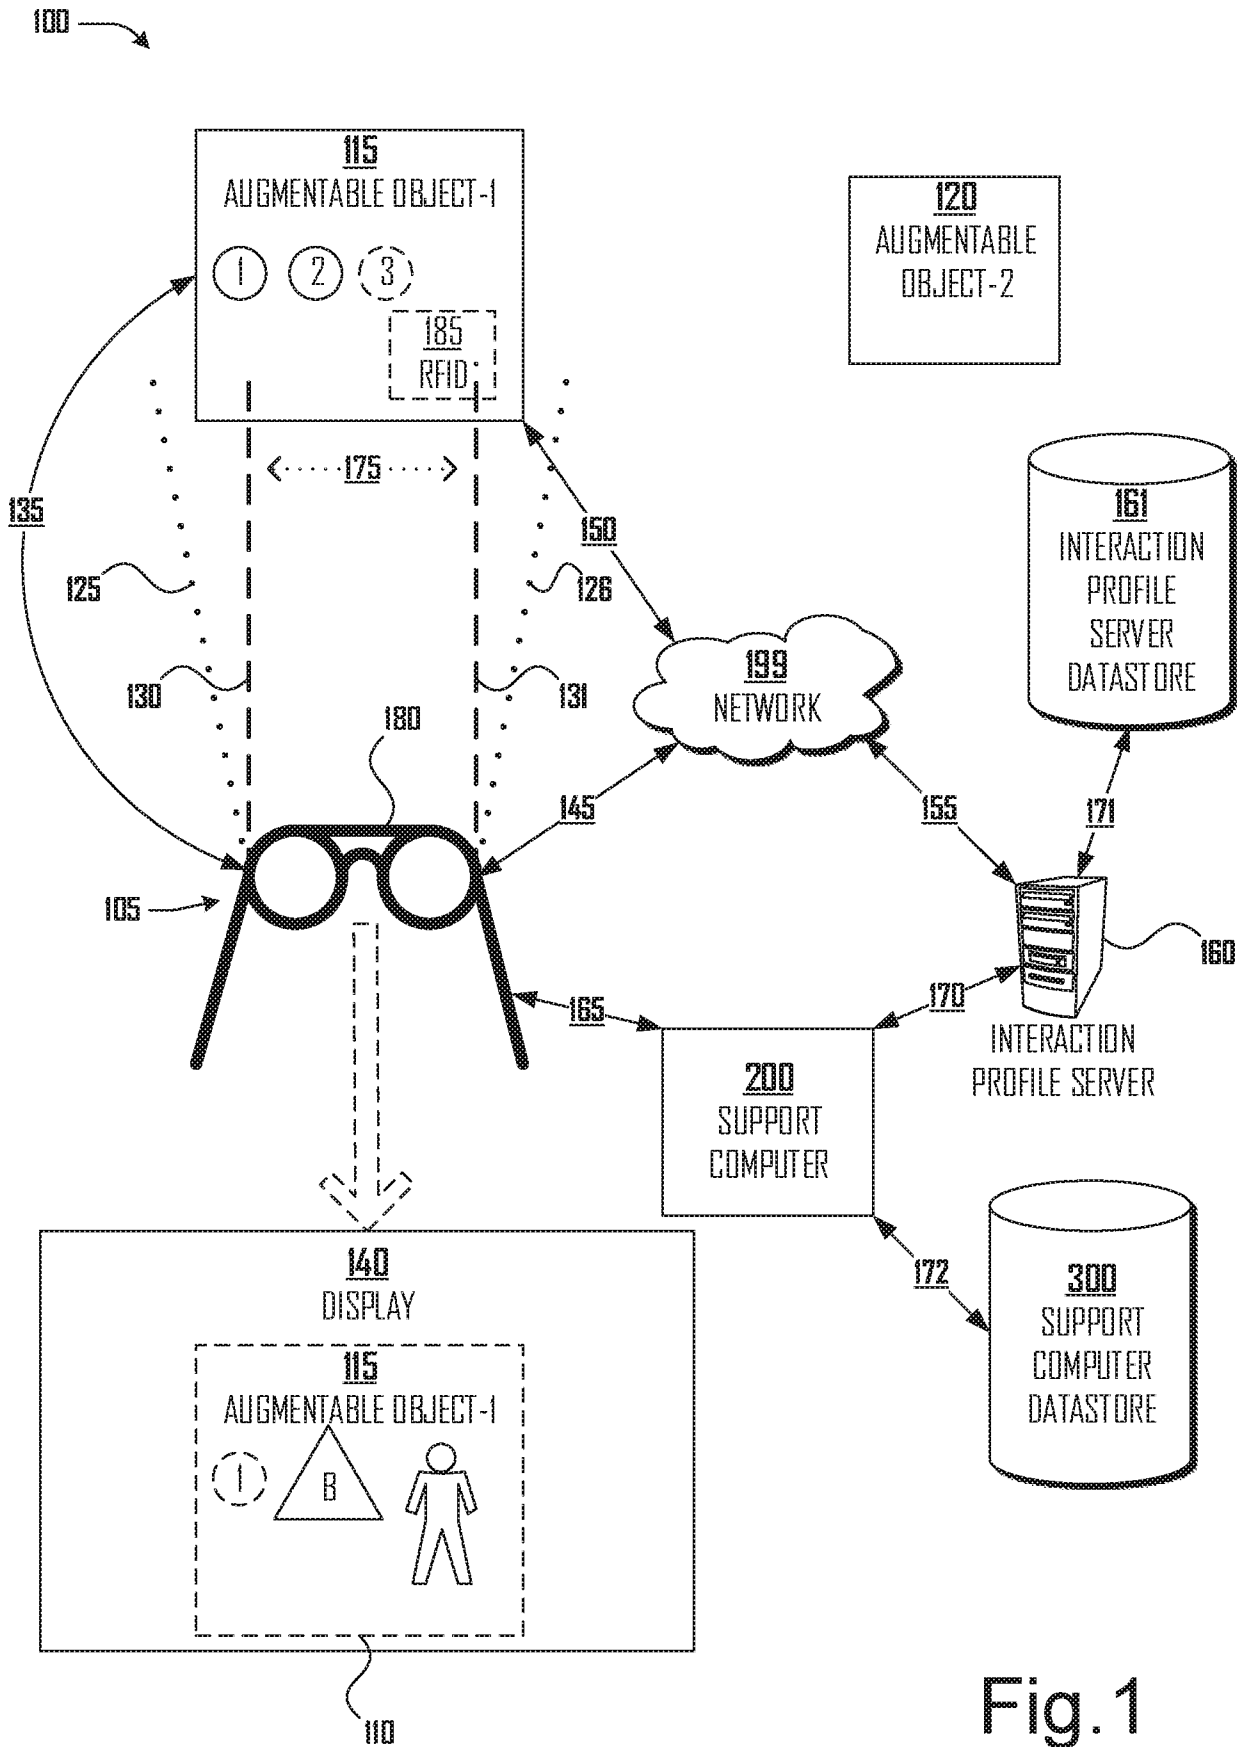 100
115
AUGMENTABLE OBJECT-1
1 2 3
185
RFID
120
AUGMENTABLE
OBJECT-2
175
135
150
125
126
130
131
180
161
INTERACTION
PROFILE
SERVER
DATASTORE
199
NETWORK
145
155
171
105
160
165
170
INTERACTION
PROFILE SERVER
200
SUPPORT
COMPUTER
172
300
SUPPORT
COMPUTER
DATASTORE
140
DISPLAY
115
AUGMENTABLE OBJECT-1
1 B
110
Fig.1